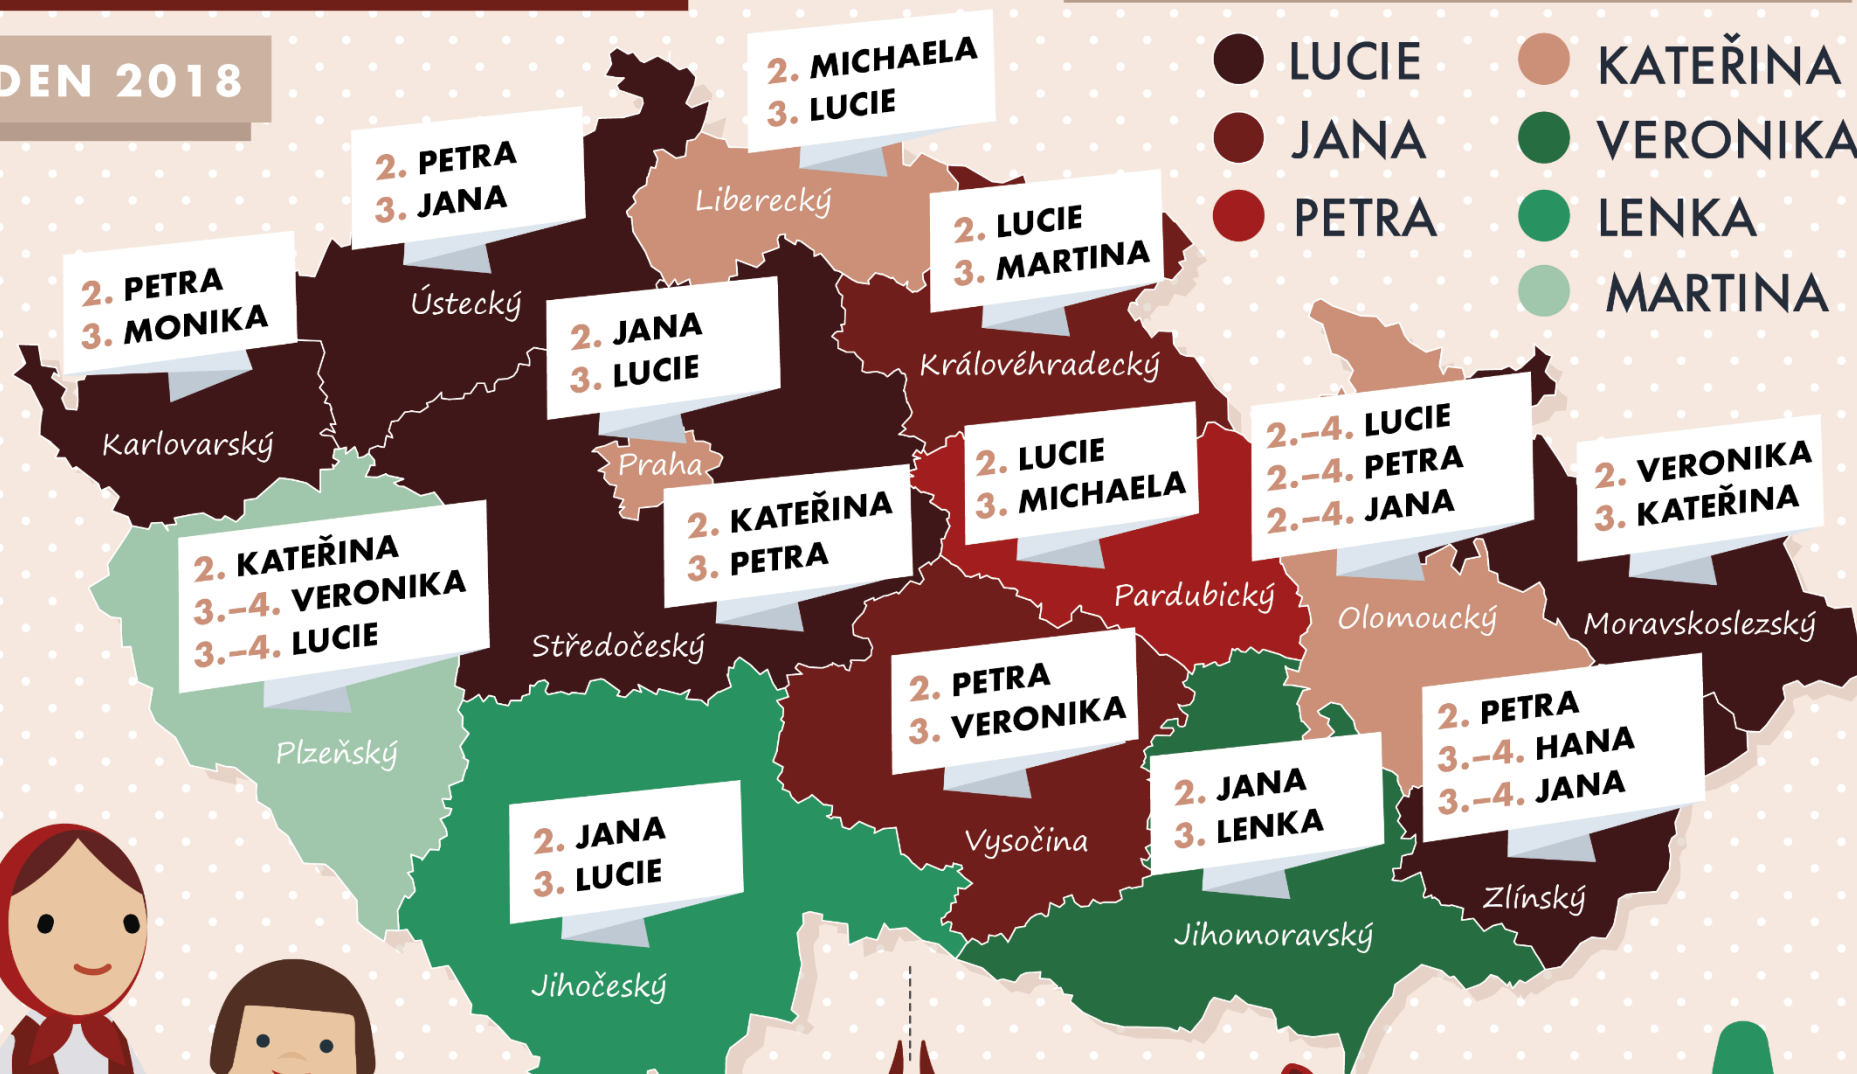 DEN 2018
LUCIE
JANA
PETRA
KATEŘINA
VERONIKA
LENKA
MARTINA
2. MICHAELA
3. LUCIE
Liberecký
2. PETRA
3. JANA
Ústecký
2. PETRA
3. MONIKA
Karlovarský
2. LUCIE
3. MARTINA
Královéhradecký
2. JANA
3. LUCIE
Praha
2. KATEŘINA
3. PETRA
Středočeský
2. LUCIE
3. MICHAELA
Pardubický
2.–4. LUCIE
2.–4. PETRA
2.–4. JANA
Olomoucký
2. VERONIKA
3. KATEŘINA
Moravskoslezský
2. KATEŘINA
3.–4. VERONIKA
3.–4. LUCIE
Plzeňský
2. PETRA
3. VERONIKA
Vysočina
2. PETRA
3.–4. HANA
3.–4. JANA
Zlínský
2. JANA
3. LENKA
Jihomoravský
2. JANA
3. LUCIE
Jihočeský